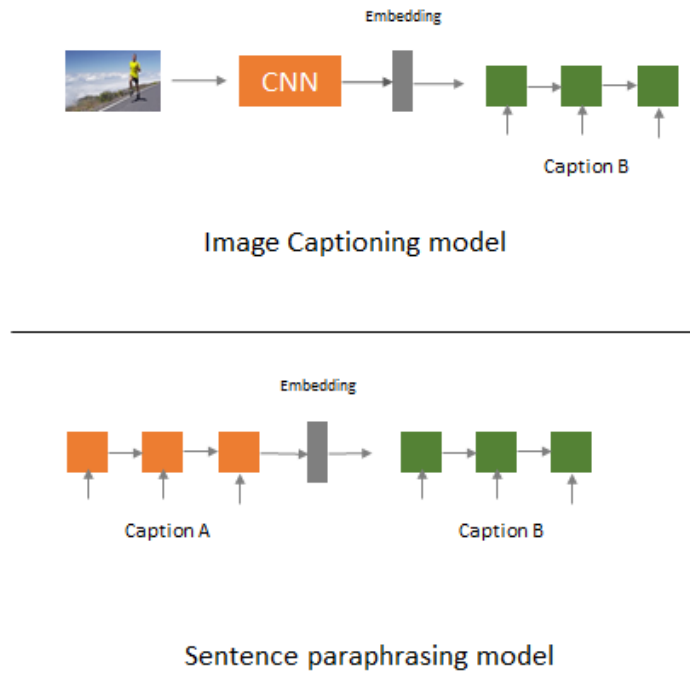 Embedding
CNN
Caption B
Image Captioning model
Embedding
Caption A
Caption B
Sentence paraphrasing model